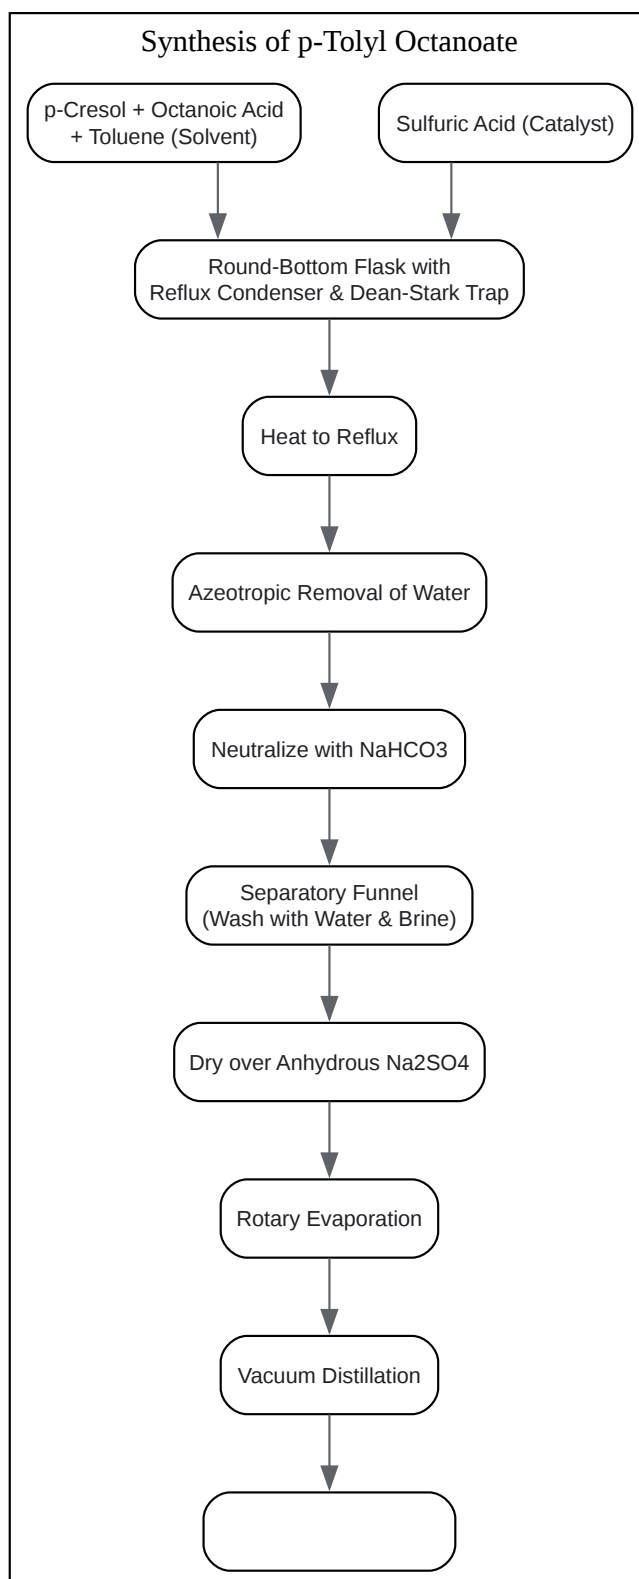 Synthesis of p-Tolyl Octanoate
p-Cresol + Octanoic Acid
+ Toluene (Solvent)
Sulfuric Acid (Catalyst)
Round-Bottom Flask with
Reflux Condenser & Dean-Stark Trap
Heat to Reflux
Azeotropic Removal of Water
Neutralize with NaHCO3
Separatory Funnel
(Wash with Water & Brine)
Dry over Anhydrous Na2SO4
Rotary Evaporation
Vacuum Distillation